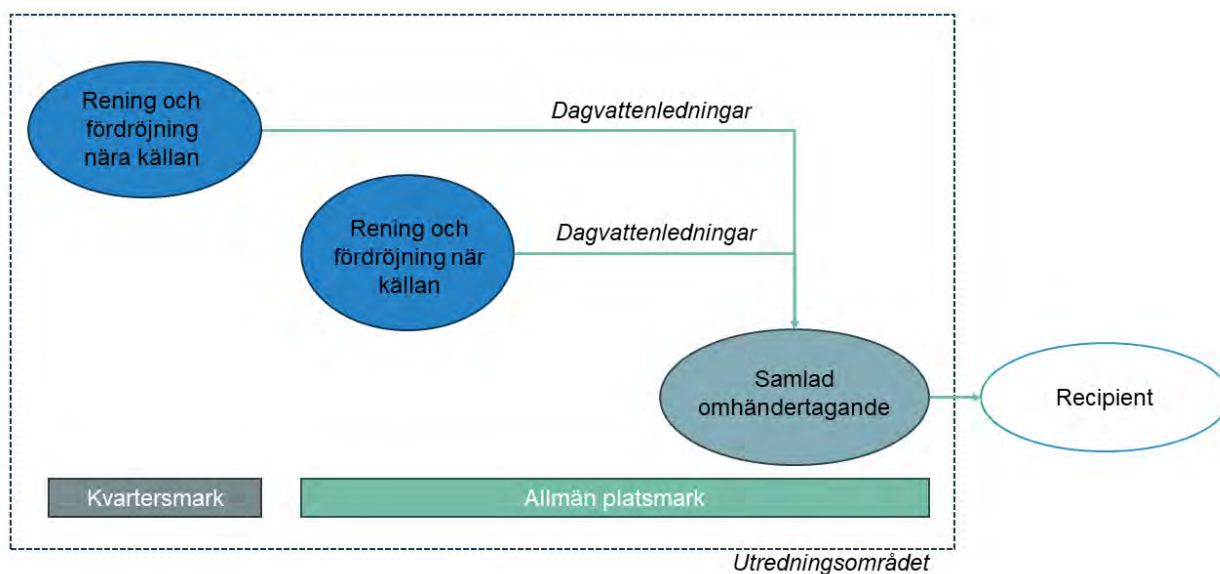 Rening och
fördröjning
nära källan
Dagvattenledningar
Rening och
fördröjning när
källan
Dagvattenledningar
Samlad
omhändertagande
Recipient
Kvartersmark
Allmän platsmark
Utredningsområdet